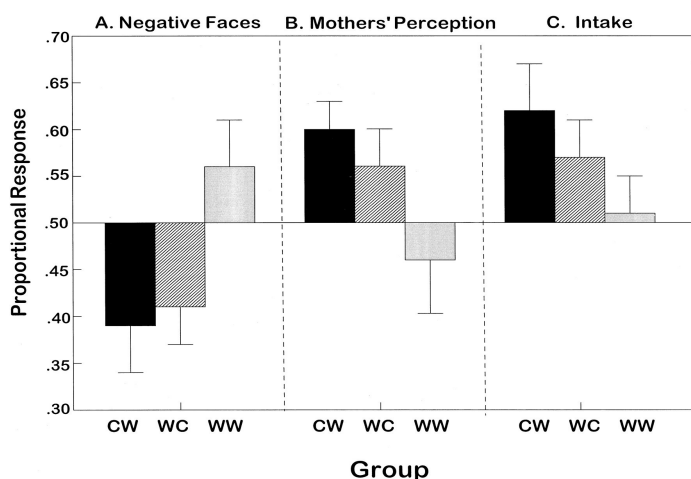 A. Negative Faces
B. Mothers' Perception
C. Intake
Proportional Response
.70
.65
.60
.55
.50
.45
.40
.35
.30
CW WC WW
CW WC WW
CW WC WW
Group